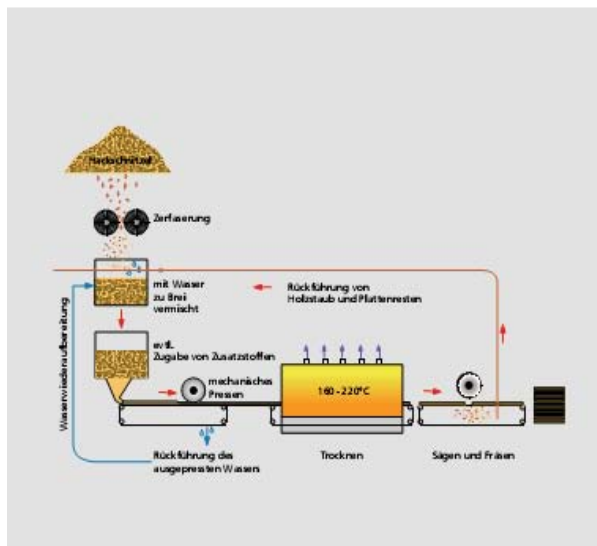 Hackschnitzel
Zerfaserung
mit Wasser
zu Brei
vermischt
Rückführung von
Holzstaub und Plattenresten
Wasserwiederaufbereitung
evtl.
Zugabe von Zusatzstoffen
mechanisches
Pressen
160-220°C
Rückführung des
ausgepressten Wassers
Trocknen
Sägen und Fräsen